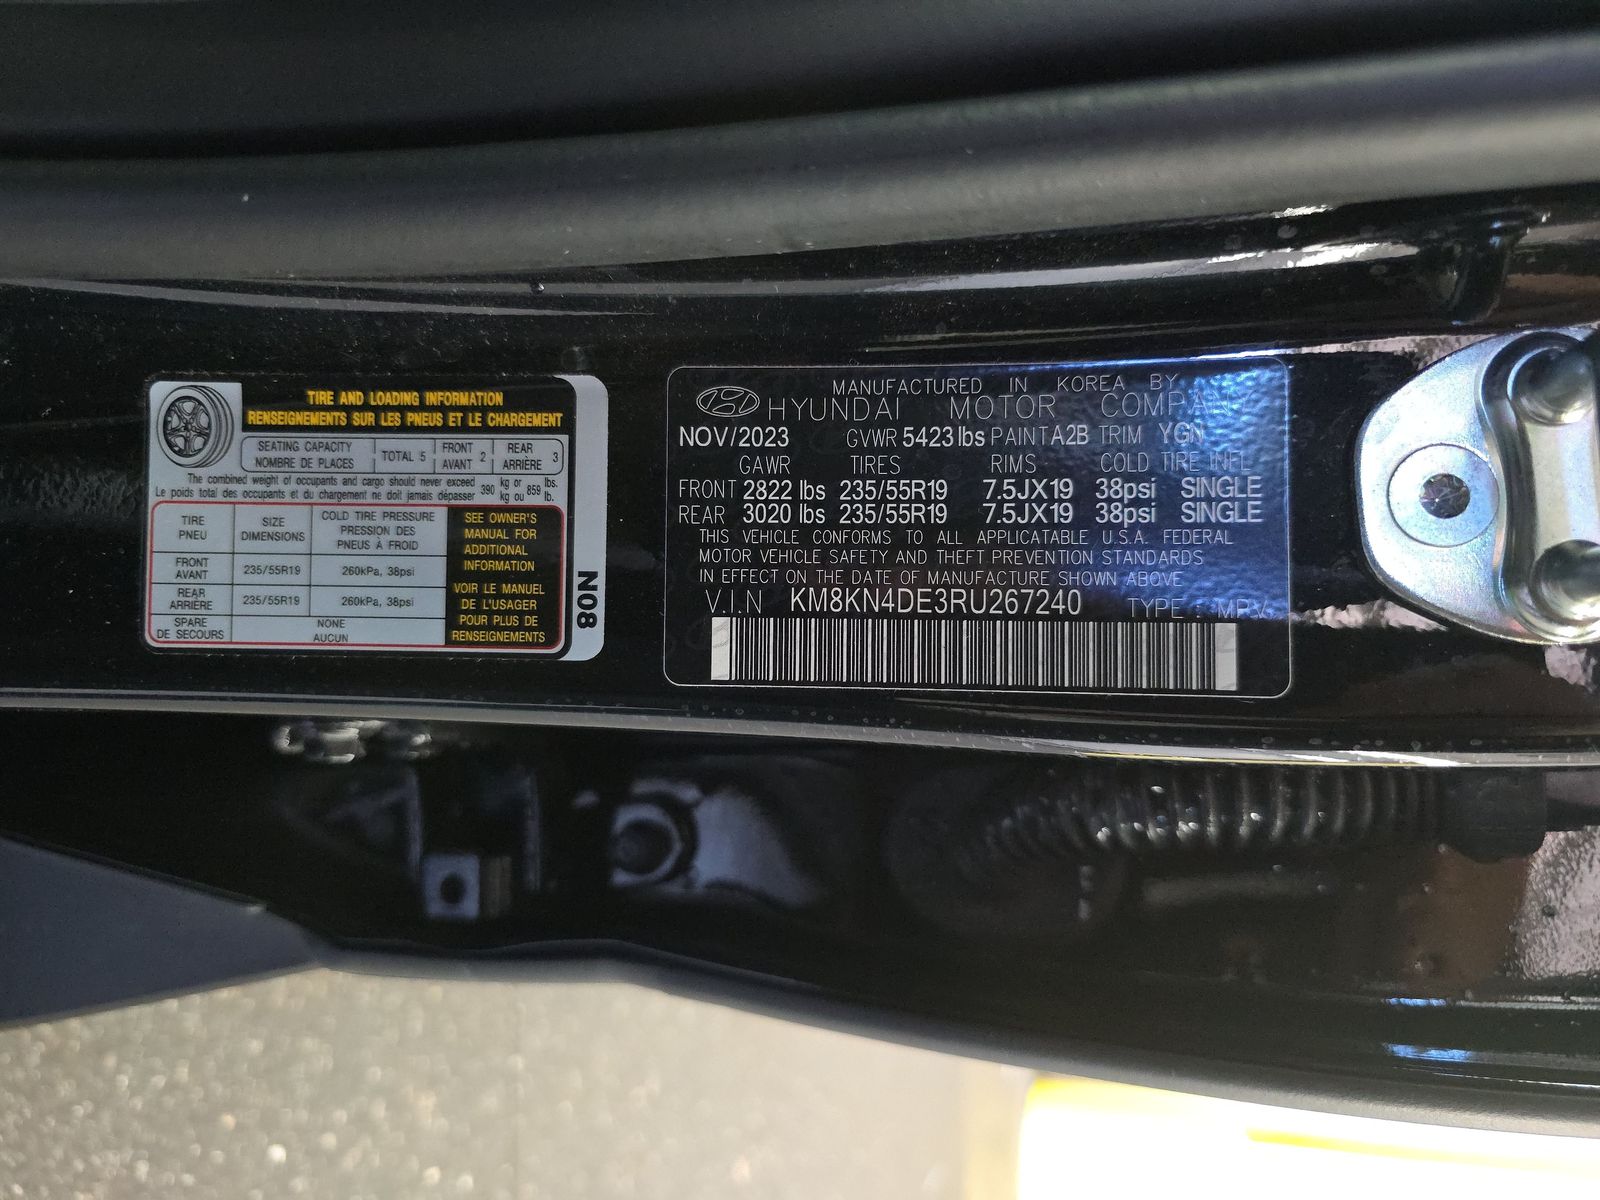 TIRE AND LOADING INFORMATION
RENSEIGNEMENTS SUR LES PNEUS ET LE CHARGEMENT
SEATING CAPACITY
NOMBRE DE PLACES
TOTAL 5
FRONT
AVANT 2
REAR
ARRIÈRE 3
The combined weight of occupants and cargo should never exceed 390 kg or 859 lbs.
Le poids total des occupants et du chargement ne doit jamais dépasser kg ou lb.
TIRE
PNEU
SIZE
DIMENSIONS
COLD TIRE PRESSURE
PRESSION DES
PNEUS À FROID
FRONT
AVANT
235/55R19
260kPa, 38psi
REAR
ARRIÈRE
235/55R19
260kPa, 38psi
SPARE
DE SECOURS
NONE
AUCUN
SEE OWNER'S
MANUAL FOR
ADDITIONAL
INFORMATION
VOIR LE MANUEL
DE L'USAGER
POUR PLUS DE
RENSEIGNEMENTS
N08
MANUFACTURED IN KOREA BY
HYUNDAI MOTOR COMPANY
NOV/2023 GVWR 5423 lbs PAINT A2B TRIM YGN
GAWR TIRES RIMS COLD TIRE INFL
FRONT 2822 lbs 235/55R19 7.5JX19 38psi SINGLE
REAR 3020 lbs 235/55R19 7.5JX19 38psi SINGLE
THIS VEHICLE CONFORMS TO ALL APPLICATABLE U.S.A. FEDERAL
MOTOR VEHICLE SAFETY AND THEFT PREVENTION STANDARDS
IN EFFECT ON THE DATE OF MANUFACTURE SHOWN ABOVE
V.I.N KM8KN4DE3RU267240 TYPE : MPV